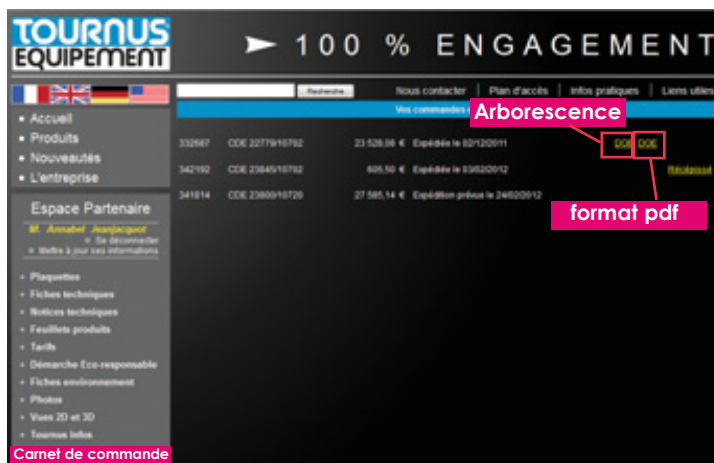 TOURNUS
EQUIPEMENT
100 % ENGAGEMENT
Recherche
Nous contacter | Plan d'accès | Infos pratiques | Liens utiles
Vos commandes
Arborescence
• Accueil
• Produits
• Nouveautés
• L'entreprise
332687 CDE 22779/10702 23 528,08 € Expédiée le 02/12/2011 DOE DOE
342192 CDE 23845/10702 605,50 € Expédiée le 03/02/2012 Récépissé
341814 CDE 23800/10720 27 585,14 € Expédition prévue le 24/02/2012
format pdf
Espace Partenaire
M. Annabel Jeanjacquot
Se déconnecter
Mettre à jour ses informations
Plaquettes
Fiches techniques
Notices techniques
Feuillets produits
Tarifs
Démarche Eco-responsable
Fiches environnement
Photos
Vues 2D et 3D
Tournus Infos
Carnet de commande